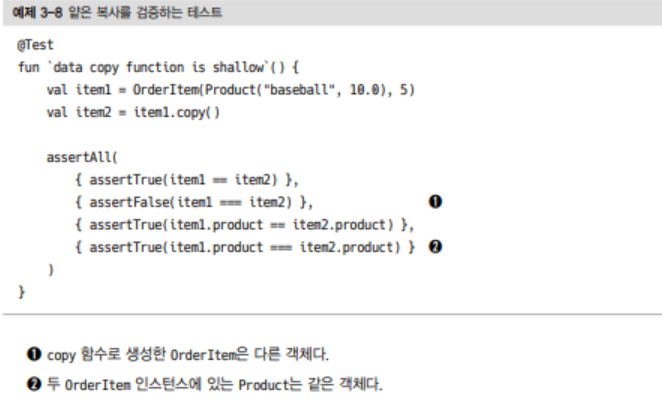 예제 3-8 얕은 복사를 검증하는 테스트
@Test
fun `data copy function is shallow`() {
    val item1 = OrderItem(Product("baseball", 10.0), 5)
    val item2 = item1.copy()
    assertAll(
        { assertTrue(item1 == item2) },
        { assertFalse(item1 === item2) }, ❶
        { assertTrue(item1.product == item2.product) },
        { assertTrue(item1.product === item2.product) } ❷
    )
}
❶ copy 함수로 생성한 OrderItem은 다른 객체다.
❷ 두 OrderItem 인스턴스에 있는 Product는 같은 객체다.